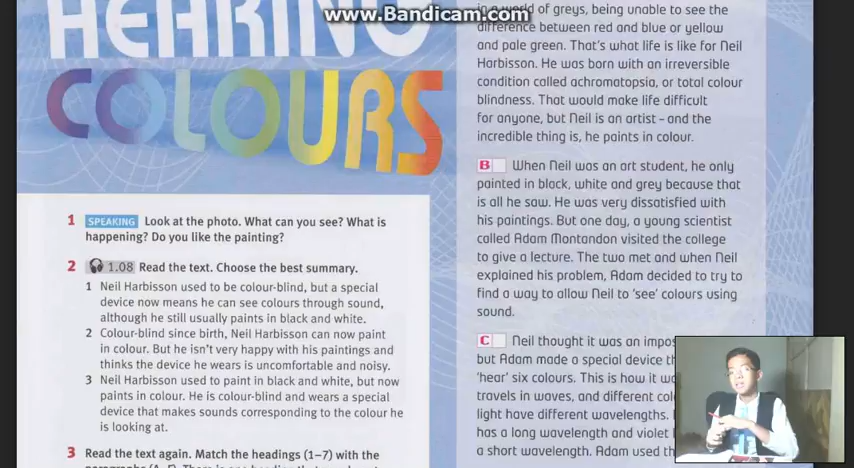 www.Bandicam.com
HEARING
COLOURS
1 SPEAKING Look at the photo. What can you see? What is
happening? Do you like the painting?
2 1.08 Read the text. Choose the best summary.
1 Neil Harbisson used to be colour-blind, but a special
device now means he can see colours through sound,
although he still usually paints in black and white.
2 Colour-blind since birth, Neil Harbisson can now paint
in colour. But he isn't very happy with his paintings and
thinks the device he wears is uncomfortable and noisy.
3 Neil Harbisson used to paint in black and white, but now
paints in colour. He is colour-blind and wears a special
device that makes sounds corresponding to the colour he
is looking at.
3 Read the text again. Match the headings (1–7) with the
in a world of greys, being unable to see the
difference between red and blue or yellow
and pale green. That's what life is like for Neil
Harbisson. He was born with an irreversible
condition called achromatopsia, or total colour
blindness. That would make life difficult
for anyone, but Neil is an artist – and the
incredible thing is, he paints in colour.
B When Neil was an art student, he only
painted in black, white and grey because that
is all he saw. He was very dissatisfied with
his paintings. But one day, a young scientist
called Adam Montandon visited the college
to give a lecture. The two met and when Neil
explained his problem, Adam decided to try to
find a way to allow Neil to 'see' colours using
sound.
C Neil thought it was an
but Adam made a special device
'hear' six colours. This is how it
travels in waves, and different
light have different wavelengths.
has a long wavelength and violet
a short wavelength. Adam used